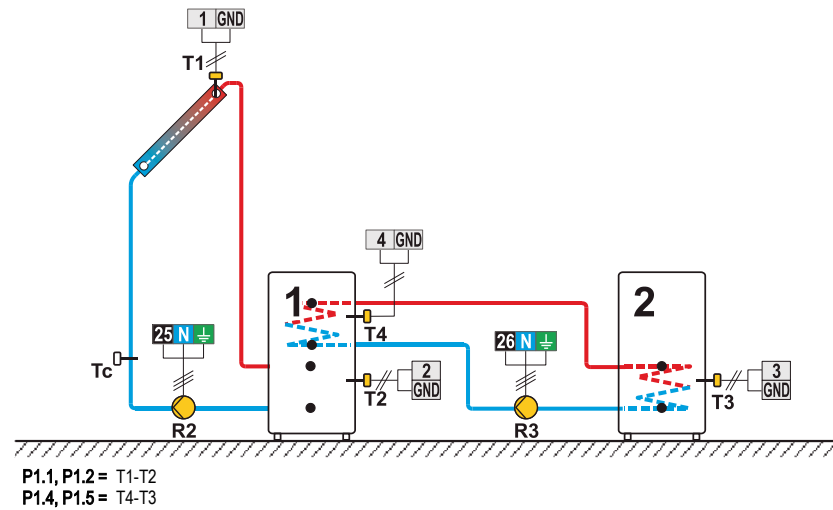 1 GND
T1
4 GND
1
2
T4
25 N
26 N
Tc
2
GND
3
GND
T2
T3
R2
R3
P1.1, P1.2 = T1-T2
P1.4, P1.5 = T4-T3